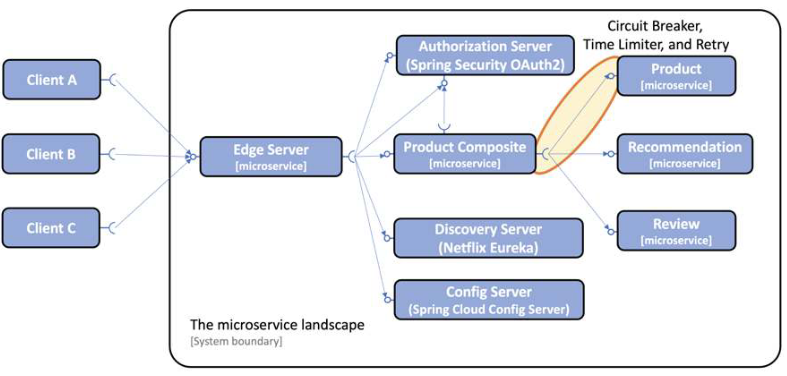 Circuit Breaker,
Time Limiter, and Retry
Authorization Server
(Spring Security OAuth2)
Product
[microservice]
Client A
Edge Server
[microservice]
Client B
Product Composite
[microservice]
Recommendation
[microservice]
Client C
Discovery Server
(Netflix Eureka)
Review
[microservice]
Config Server
(Spring Cloud Config Server)
The microservice landscape
[System boundary]